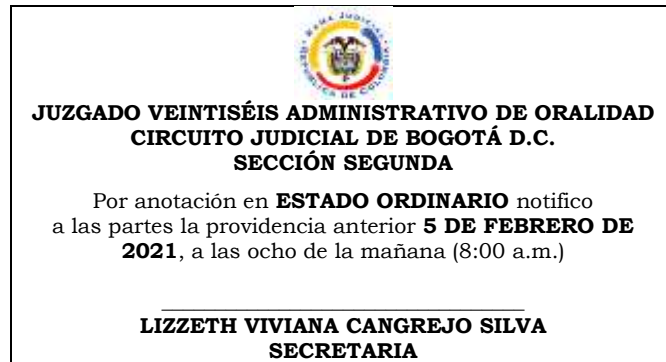 JUZGADO VEINTISÉIS ADMINISTRATIVO DE ORALIDAD
CIRCUITO JUDICIAL DE BOGOTÁ D.C.
SECCIÓN SEGUNDA
Por anotación en ESTADO ORDINARIO notifico
a las partes la providencia anterior 5 DE FEBRERO DE
2021, a las ocho de la mañana (8:00 a.m.)
LIZZETH VIVIANA CANGREJO SILVA
SECRETARIA